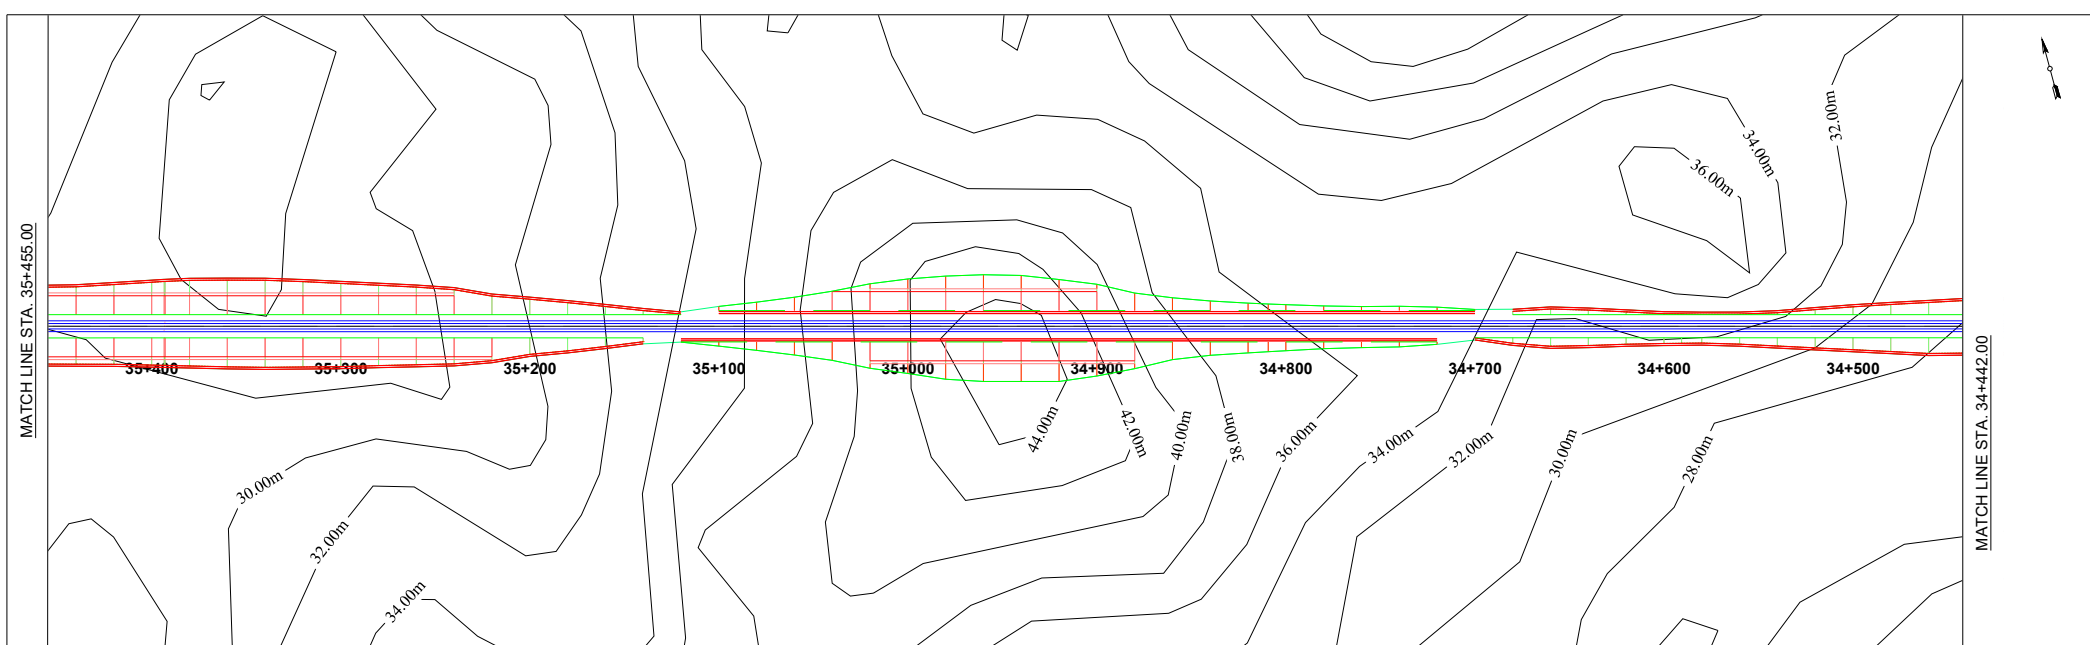 MATCH LINE STA. 35+455.00
32.00m
34.00m
36.00m
35+400
35+300
35+200
35+100
35+000
34+900
34+800
34+700
34+600
34+500
44.00m
42.00m
40.00m
38.00m
36.00m
34.00m
32.00m
30.00m
28.00m
30.00m
32.00m
34.00m
MATCH LINE STA. 34+442.00